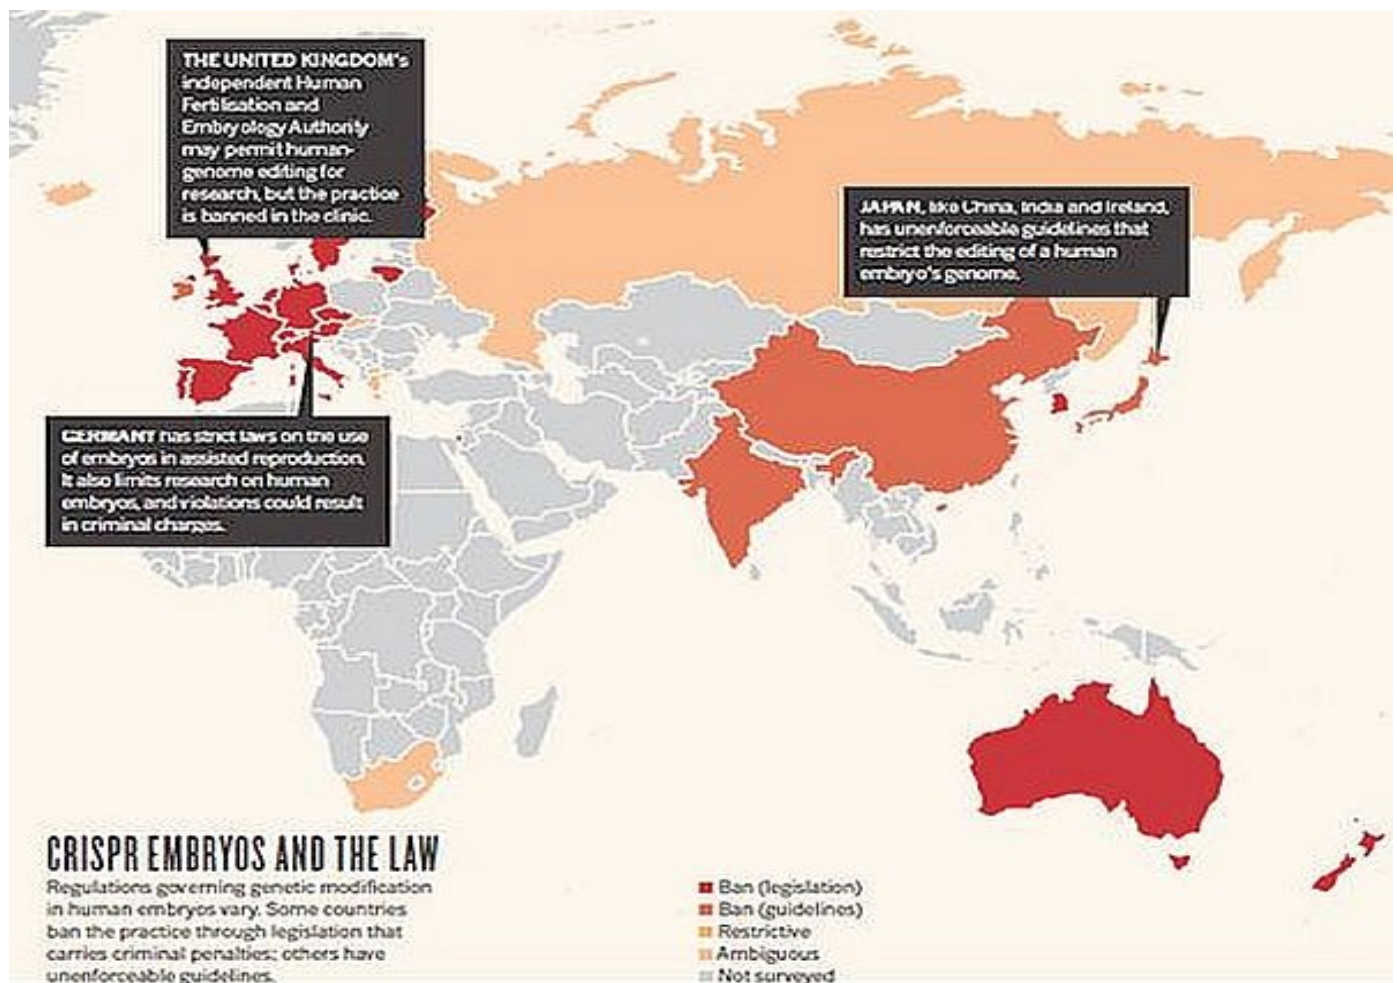 THE UNITED KINGDOM's
independent Human
Fertilisation and
Embryology Authority
may permit human-
genome editing for
research, but the practice
is banned in the clinic.
JAPAN, like China, India and Ireland,
has unenforceable guidelines that
restrict the editing of a human
embryo's genome.
GERMANY has strict laws on the use
of embryos in assisted reproduction.
It also limits research on human
embryos, and violations could result
in criminal charges.
CRISPR EMBRYOS AND THE LAW
Regulations governing genetic modification
in human embryos vary. Some countries
ban the practice through legislation that
carries criminal penalties; others have
unenforceable guidelines.
Ban (legislation)
Ban (guidelines)
Restrictive
Ambiguous
Not surveyed